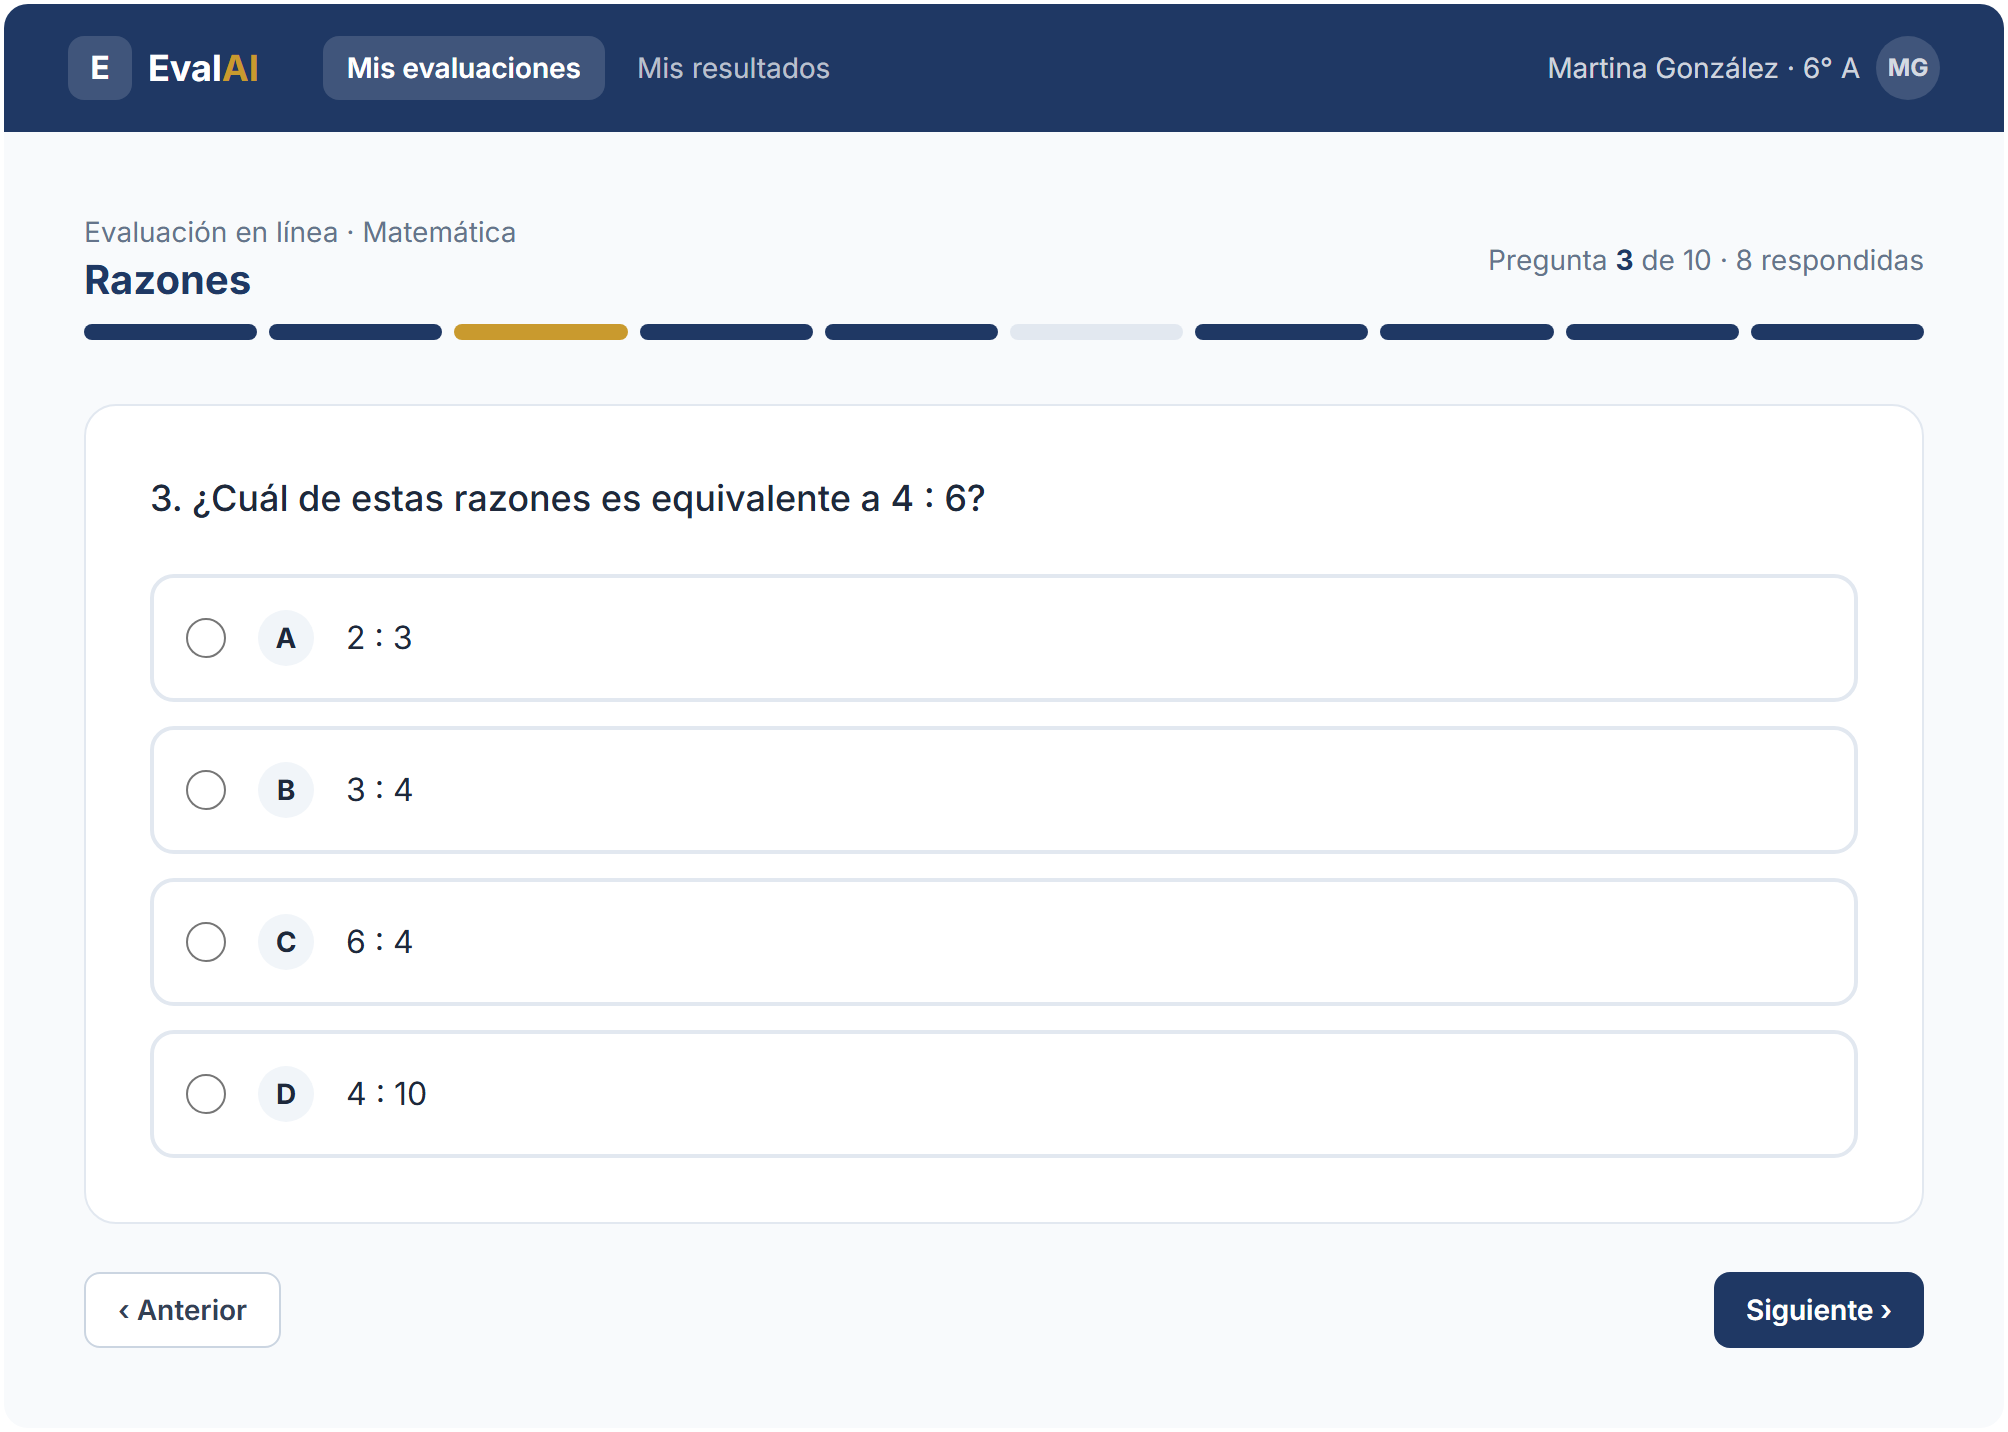 E EvalAI Mis evaluaciones Mis resultados Martina González · 6° A MG
Evaluación en línea · Matemática
Razones
Pregunta 3 de 10 · 8 respondidas
3. ¿Cuál de estas razones es equivalente a 4 : 6?
A 2 : 3
B 3 : 4
C 6 : 4
D 4 : 10
‹ Anterior
Siguiente ›